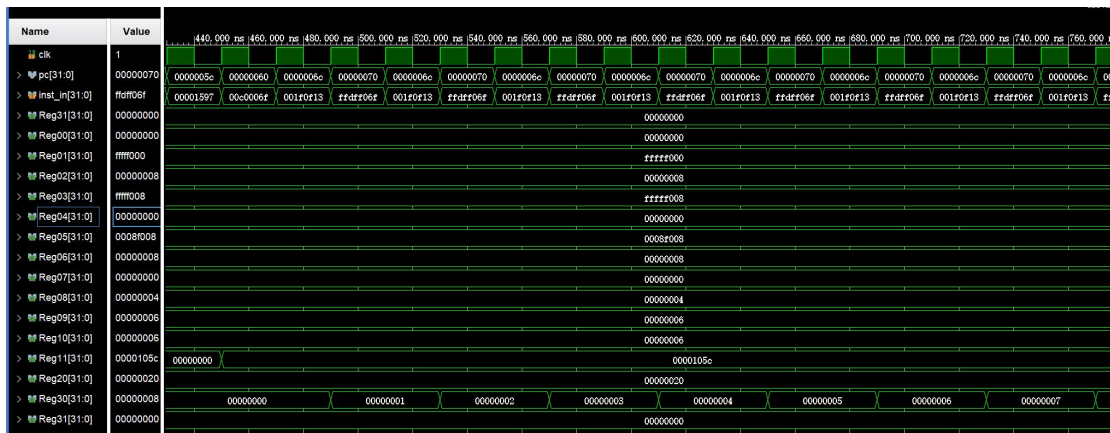 Name Value
440.000 ns 460.000 ns 480.000 ns 500.000 ns 520.000 ns 540.000 ns 560.000 ns 580.000 ns 600.000 ns 620.000 ns 640.000 ns 660.000 ns 680.000 ns 700.000 ns 720.000 ns 740.000 ns 760.000
clk 1
pc[31:0] 00000070 0000005c 00000060 0000006c 00000070 0000006c 00000070 0000006c 00000070 0000006c 00000070 0000006c 00000070 0000006c 00000070 0000006c 00000070 0000006c
inst_in[31:0] ffdff06f 00001597 00c0006f 001f0f13 ffdff06f 001f0f13 ffdff06f 001f0f13 ffdff06f 001f0f13 ffdff06f 001f0f13 ffdff06f 001f0f13 ffdff06f 001f0f13 ffdff06f 001f0f13
Reg31[31:0] 00000000 00000000
Reg00[31:0] 00000000 00000000
Reg01[31:0] fffff000 fffff000
Reg02[31:0] 00000008 00000008
Reg03[31:0] fffff008 fffff008
Reg04[31:0] 00000000 00000000
Reg05[31:0] 0008f008 0008f008
Reg06[31:0] 00000008 00000008
Reg07[31:0] 00000000 00000000
Reg08[31:0] 00000004 00000004
Reg09[31:0] 00000006 00000006
Reg10[31:0] 00000006 00000006
Reg11[31:0] 0000105c 00000000 0000105c
Reg20[31:0] 00000020 00000020
Reg30[31:0] 00000008 00000000 00000001 00000002 00000003 00000004 00000005 00000006 00000007
Reg31[31:0] 00000000 00000000